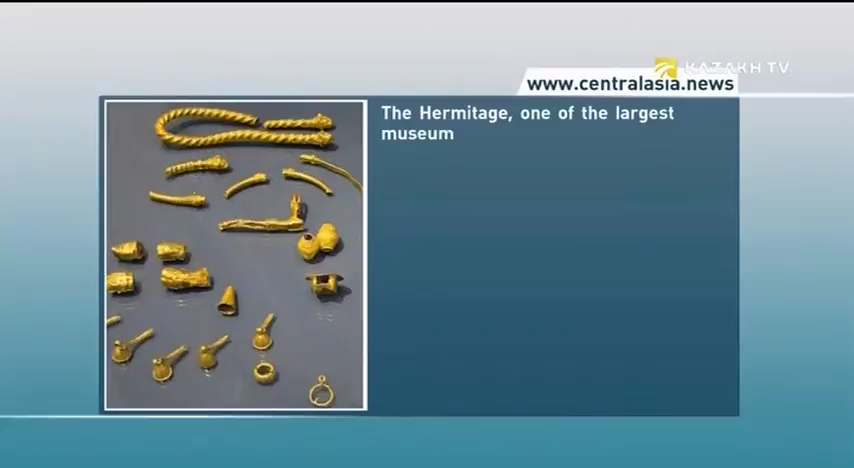 KAZAKH TV
www.centralasia.news
The Hermitage, one of the largest
museum